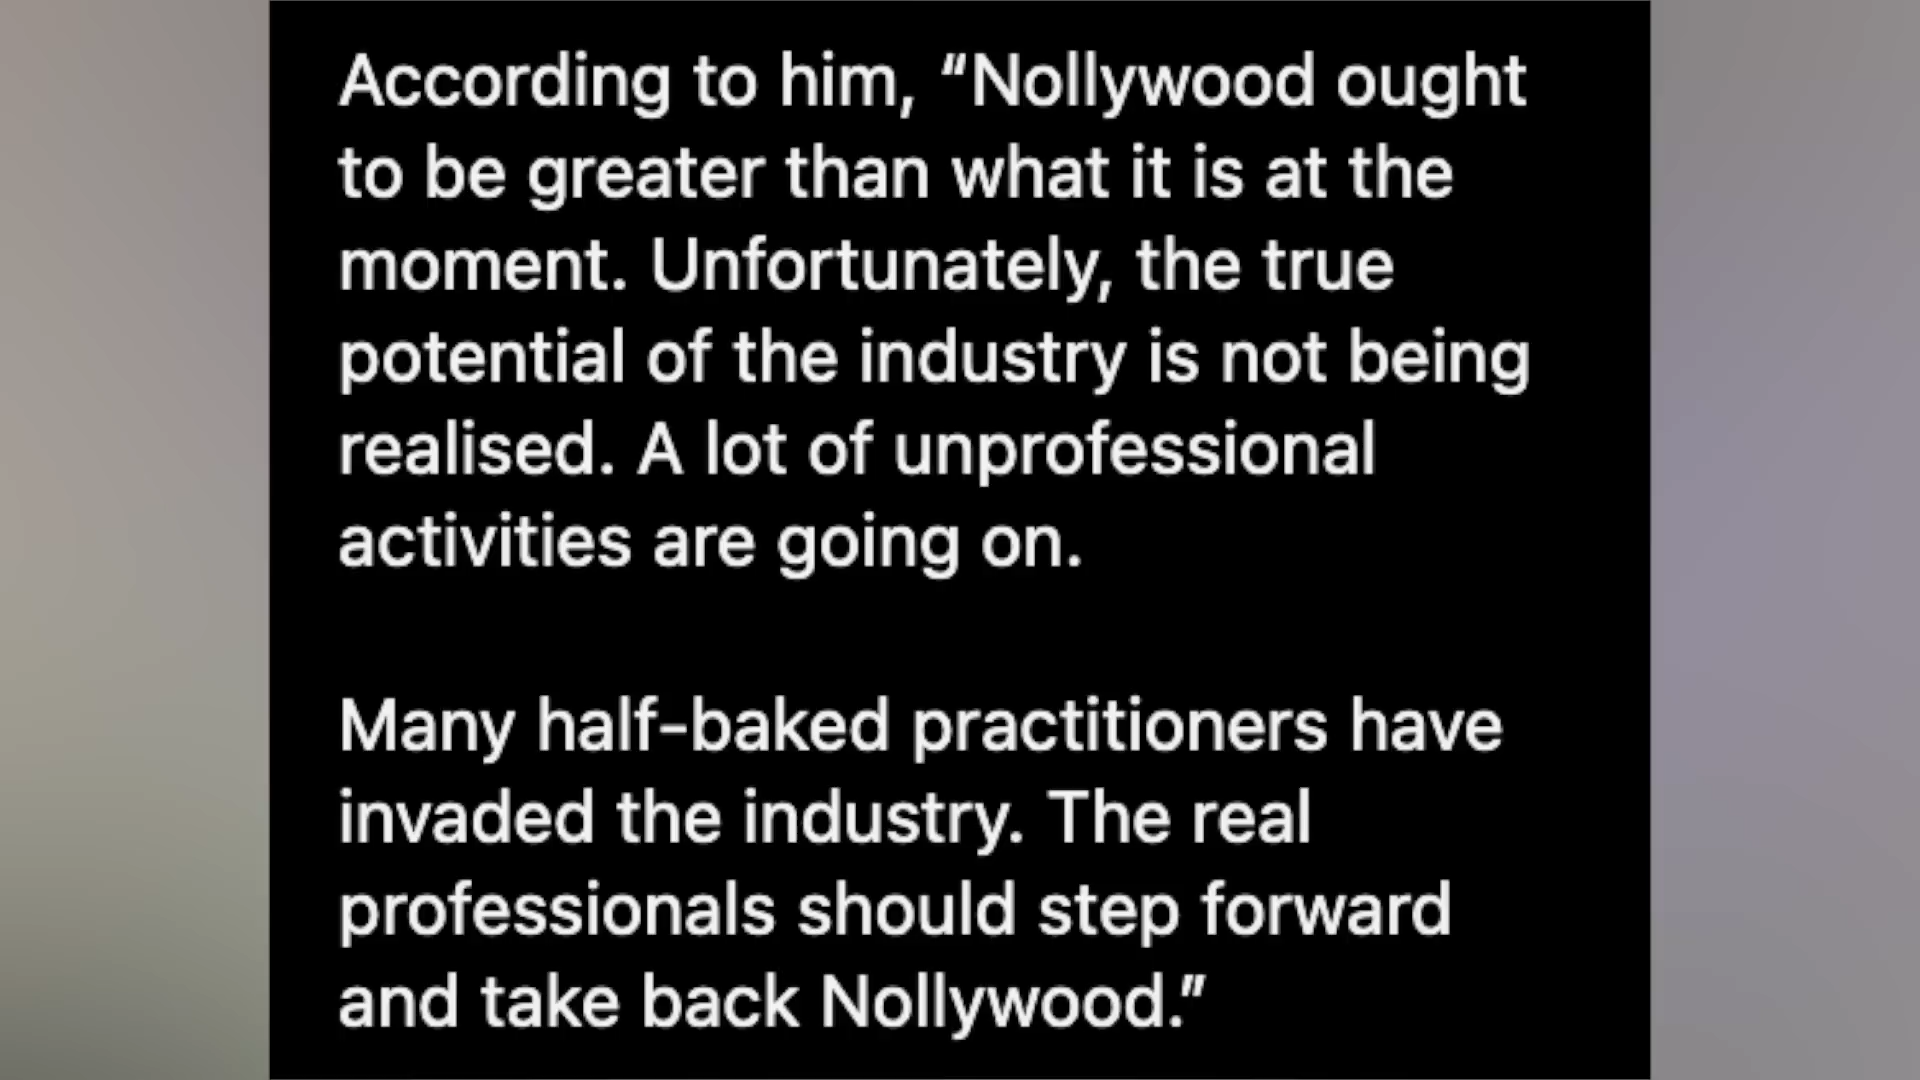 According to him, “Nollywood ought
to be greater than what it is at the
moment. Unfortunately, the true
potential of the industry is not being
realised. A lot of unprofessional
activities are going on.
Many half-baked practitioners have
invaded the industry. The real
professionals should step forward
and take back Nollywood.”